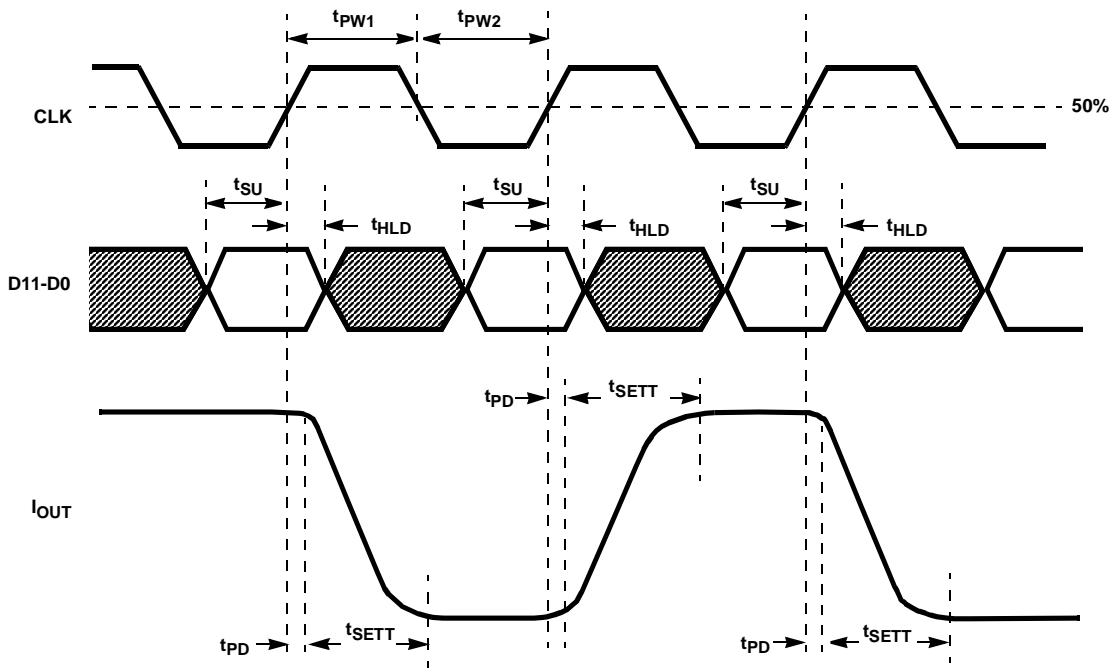 tPW1 tPW2
CLK
50%
tSU tSU tSU
tHLD tHLD tHLD
D11-D0
tPD tSETT
IOUT
tPD tSETT tPD tSETT